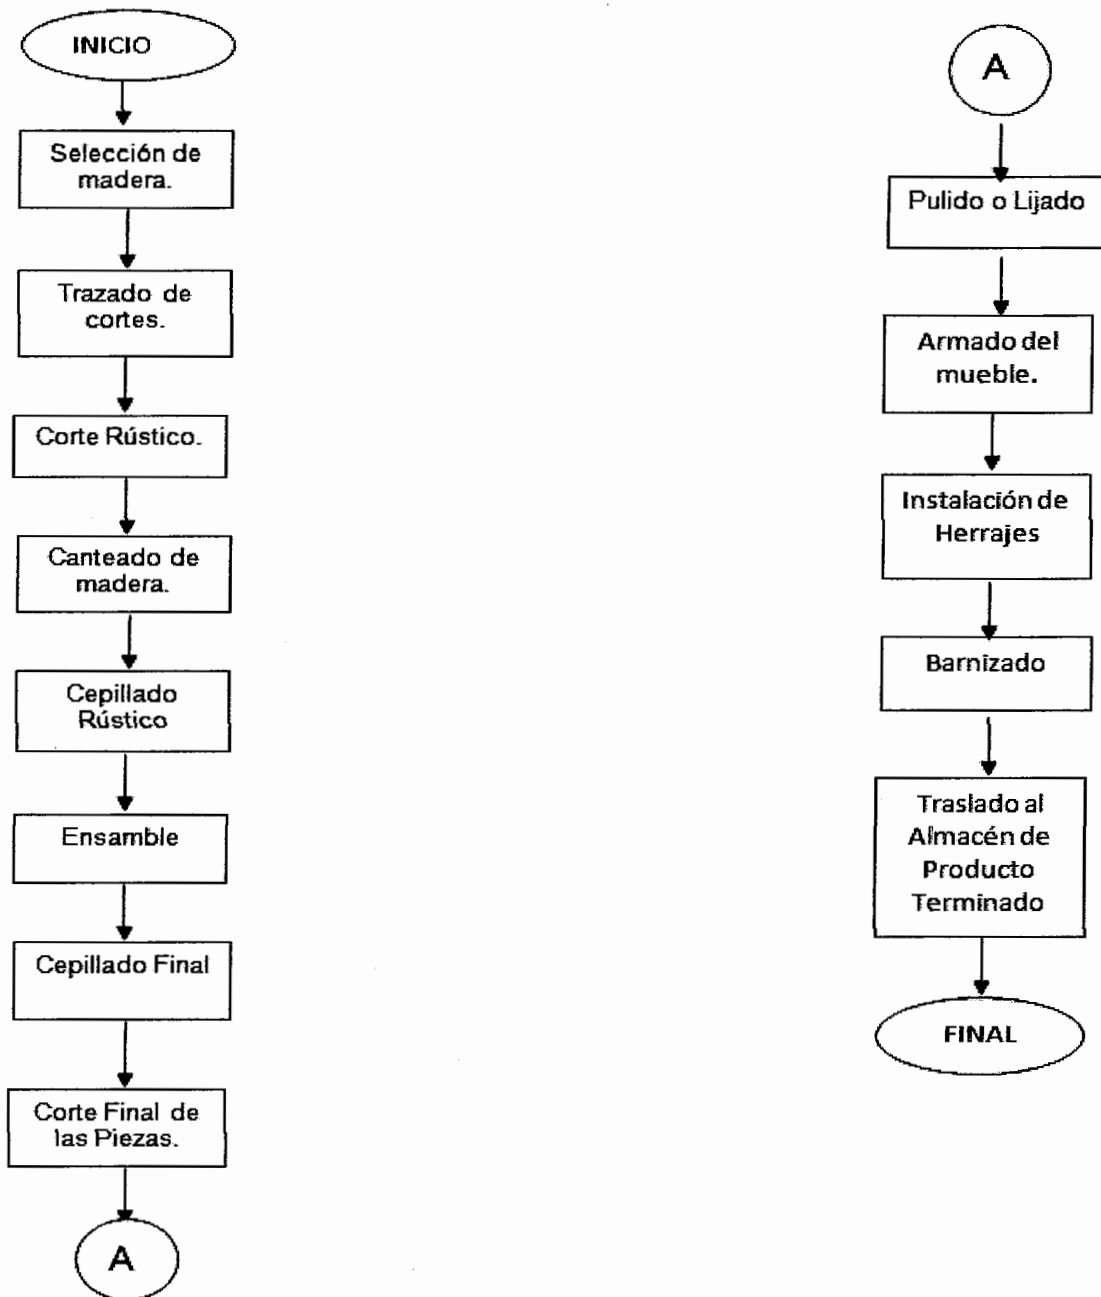 INICIO
Selección de
madera.
Trazado de
cortes.
Corte Rústico.
Canteado de
madera.
Cepillado
Rústico
Ensamble
Cepillado Final
Corte Final de
las Piezas.
A
A
Pulido o Lijado
Armado del
mueble.
Instalación de
Herrajes
Barnizado
Traslado al
Almacén de
Producto
Terminado
FINAL